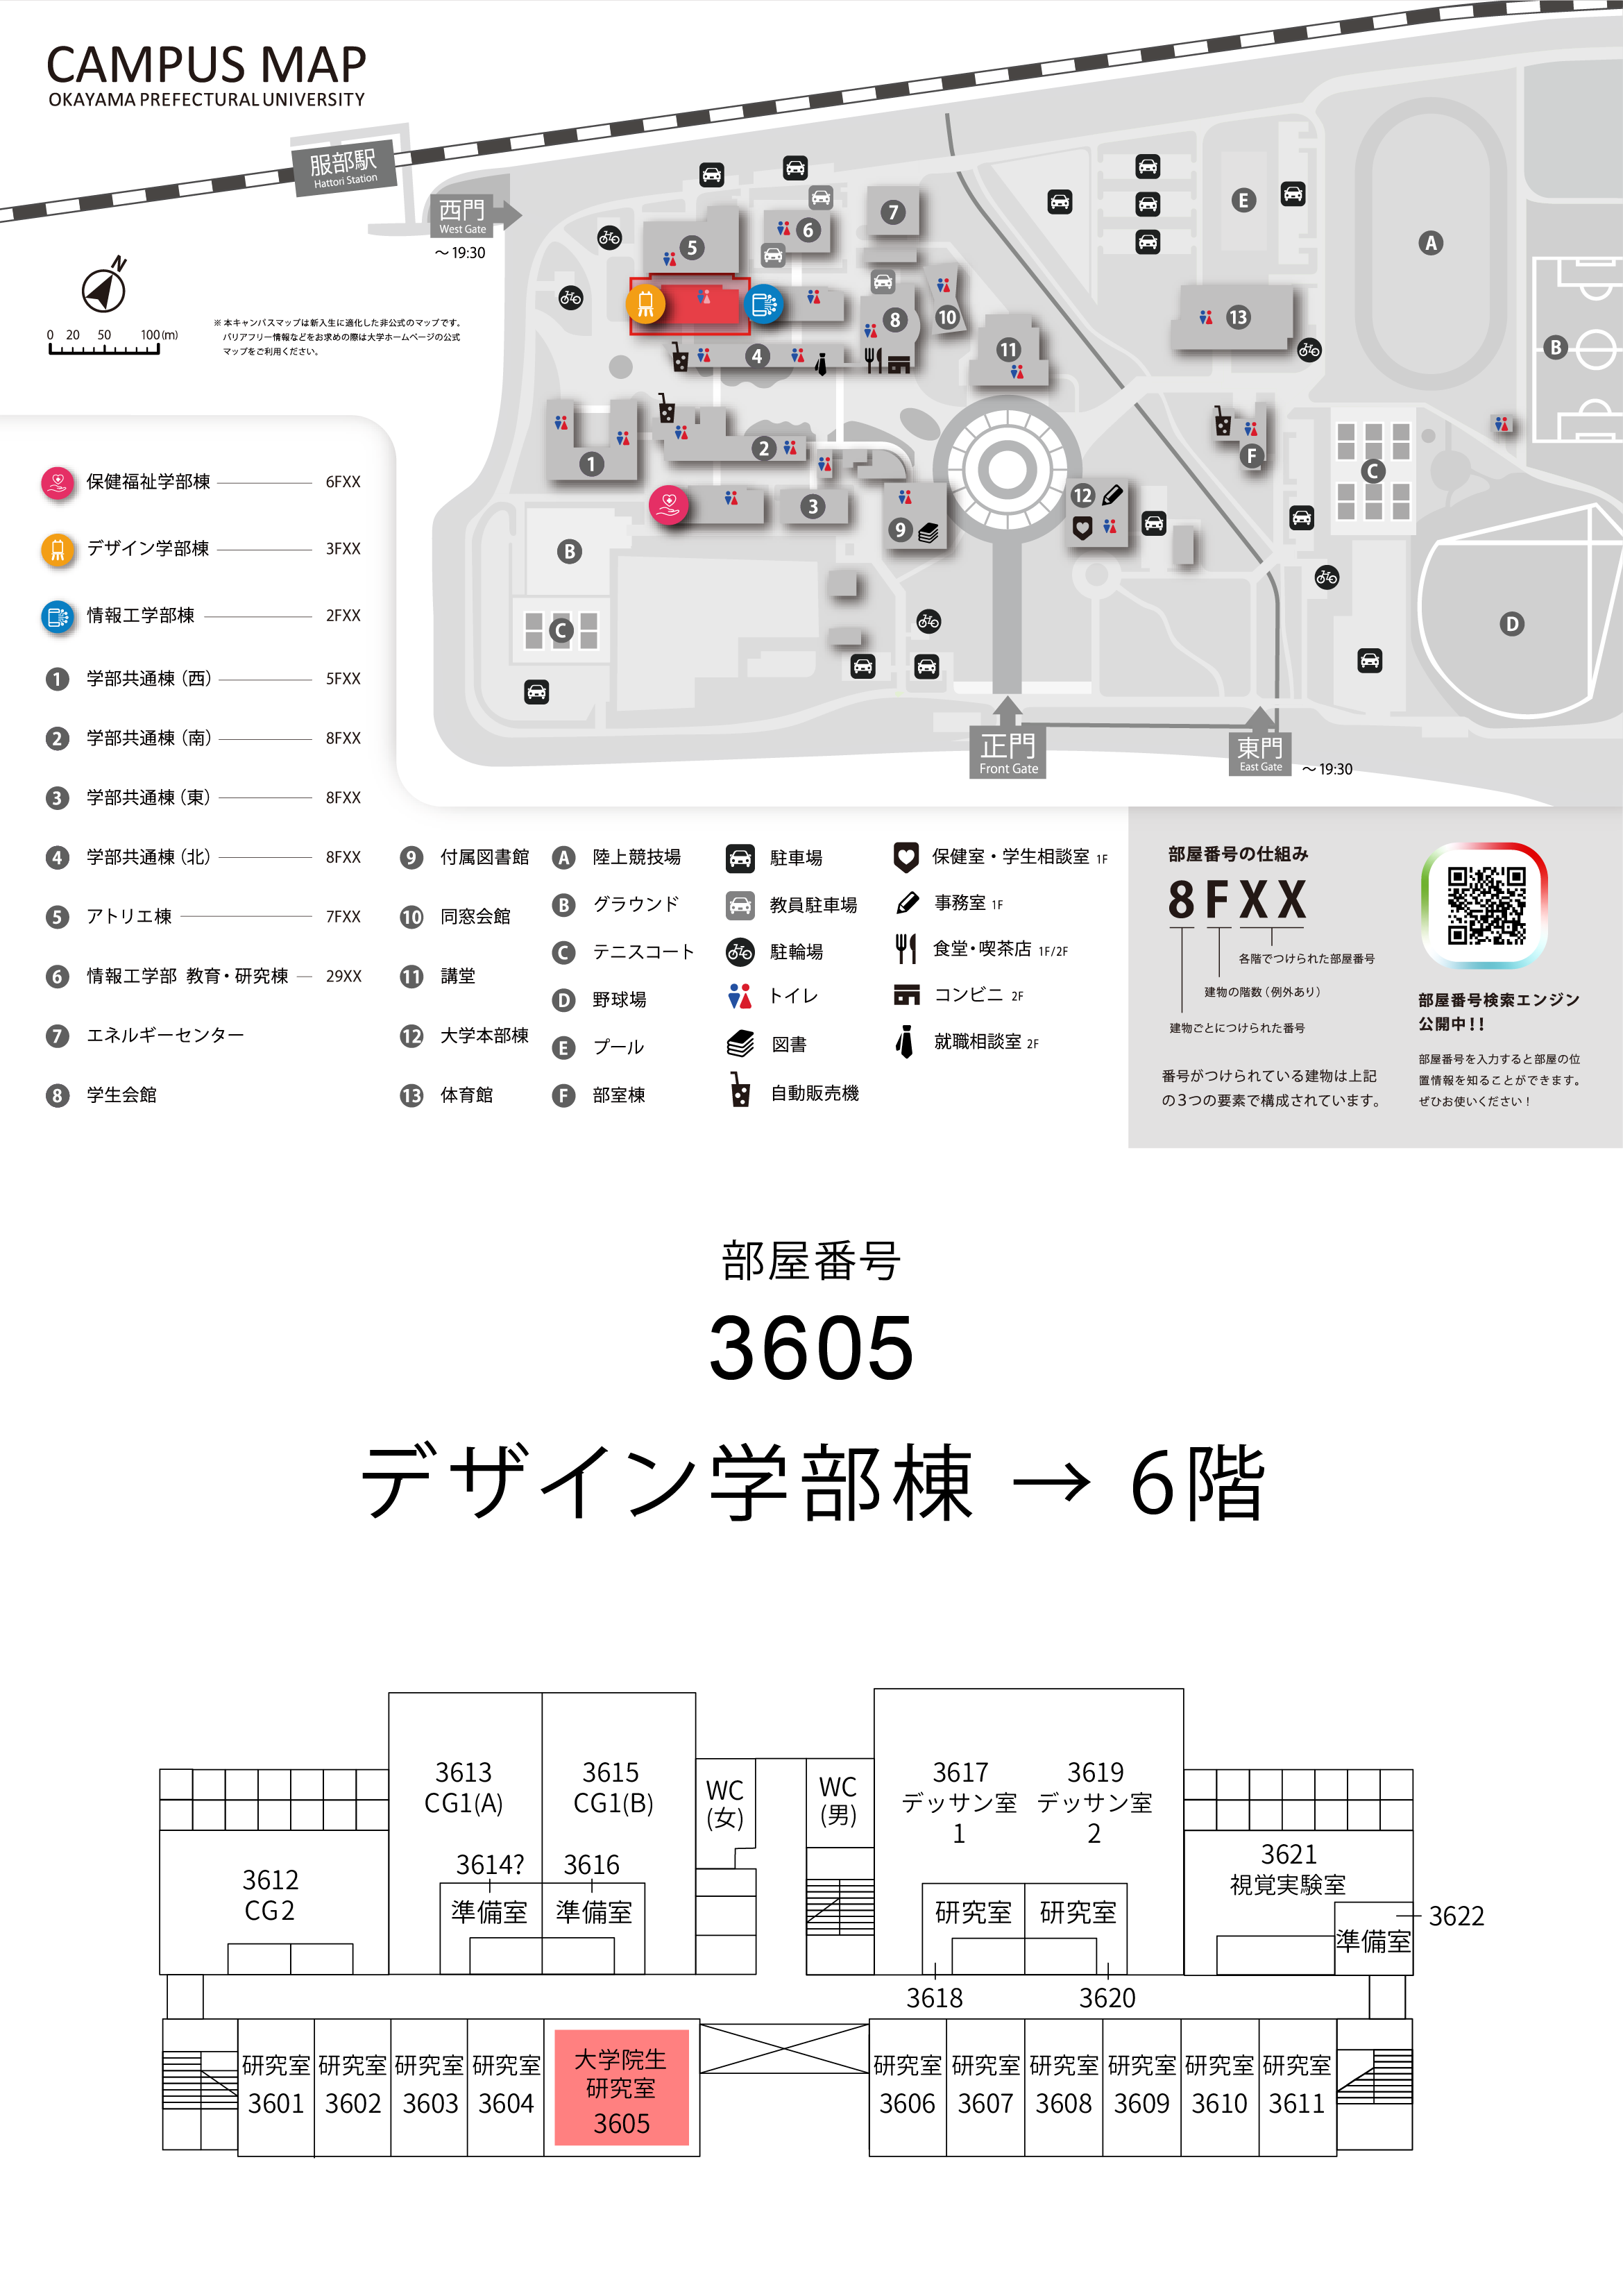 CAMPUS MAP
OKAYAMA PREFECTURAL UNIVERSITY
服部駅
Hattori Station
西門
West Gate
～19:30
N
0 20 50 100(m)
※本キャンパスマップは新入生に適化した非公式のマップです。
バリアフリー情報などをお求めの際は大学ホームページの公式
マップをご利用ください。
5
6
7
8
10
11
4
1
2
3
9
12
13
E
A
B
F
C
D
B
C
正門
Front Gate
東門
East Gate
～19:30
保健福祉学部棟 6FXX
デザイン学部棟 3FXX
情報工学部棟 2FXX
1 学部共通棟（西） 5FXX
2 学部共通棟（南） 8FXX
3 学部共通棟（東） 8FXX
4 学部共通棟（北） 8FXX
5 アトリエ棟 7FXX
6 情報工学部 教育・研究棟 29XX
7 エネルギーセンター
8 学生会館
9 付属図書館
10 同窓会館
11 講堂
12 大学本部棟
13 体育館
A 陸上競技場
B グラウンド
C テニスコート
D 野球場
E プール
F 部室棟
駐車場
教員駐車場
駐輪場
トイレ
図書
自動販売機
保健室・学生相談室 1F
事務室 1F
食堂・喫茶店 1F/2F
コンビニ 2F
就職相談室 2F
部屋番号の仕組み
8FXX
各階でつけられた部屋番号
建物の階数（例外あり）
建物ごとにつけられた番号
番号がつけられている建物は上記
の3つの要素で構成されています。
部屋番号検索エンジン
公開中！！
部屋番号を入力すると部屋の位
置情報を知ることができます。
ぜひお使いください！
部屋番号
3605
デザイン学部棟 → 6階
3613
CG1(A)
3615
CG1(B)
WC
(女)
WC
(男)
3617
デッサン室
1
3619
デッサン室
2
3612
CG2
3614?
準備室
3616
準備室
研究室
研究室
3618
3620
3621
視覚実験室
準備室
3622
研究室
3601
研究室
3602
研究室
3603
研究室
3604
大学院生
研究室
3605
研究室
3606
研究室
3607
研究室
3608
研究室
3609
研究室
3610
研究室
3611